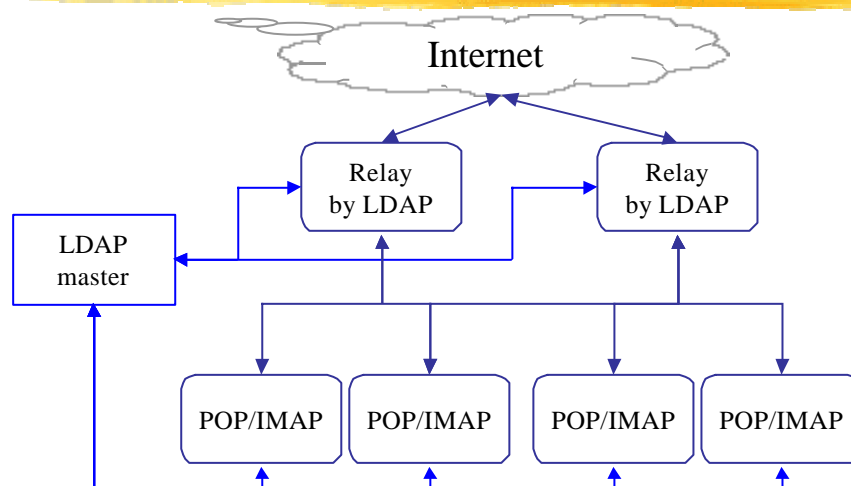 Internet
Relay
by LDAP
Relay
by LDAP
LDAP
master
POP/IMAP
POP/IMAP
POP/IMAP
POP/IMAP